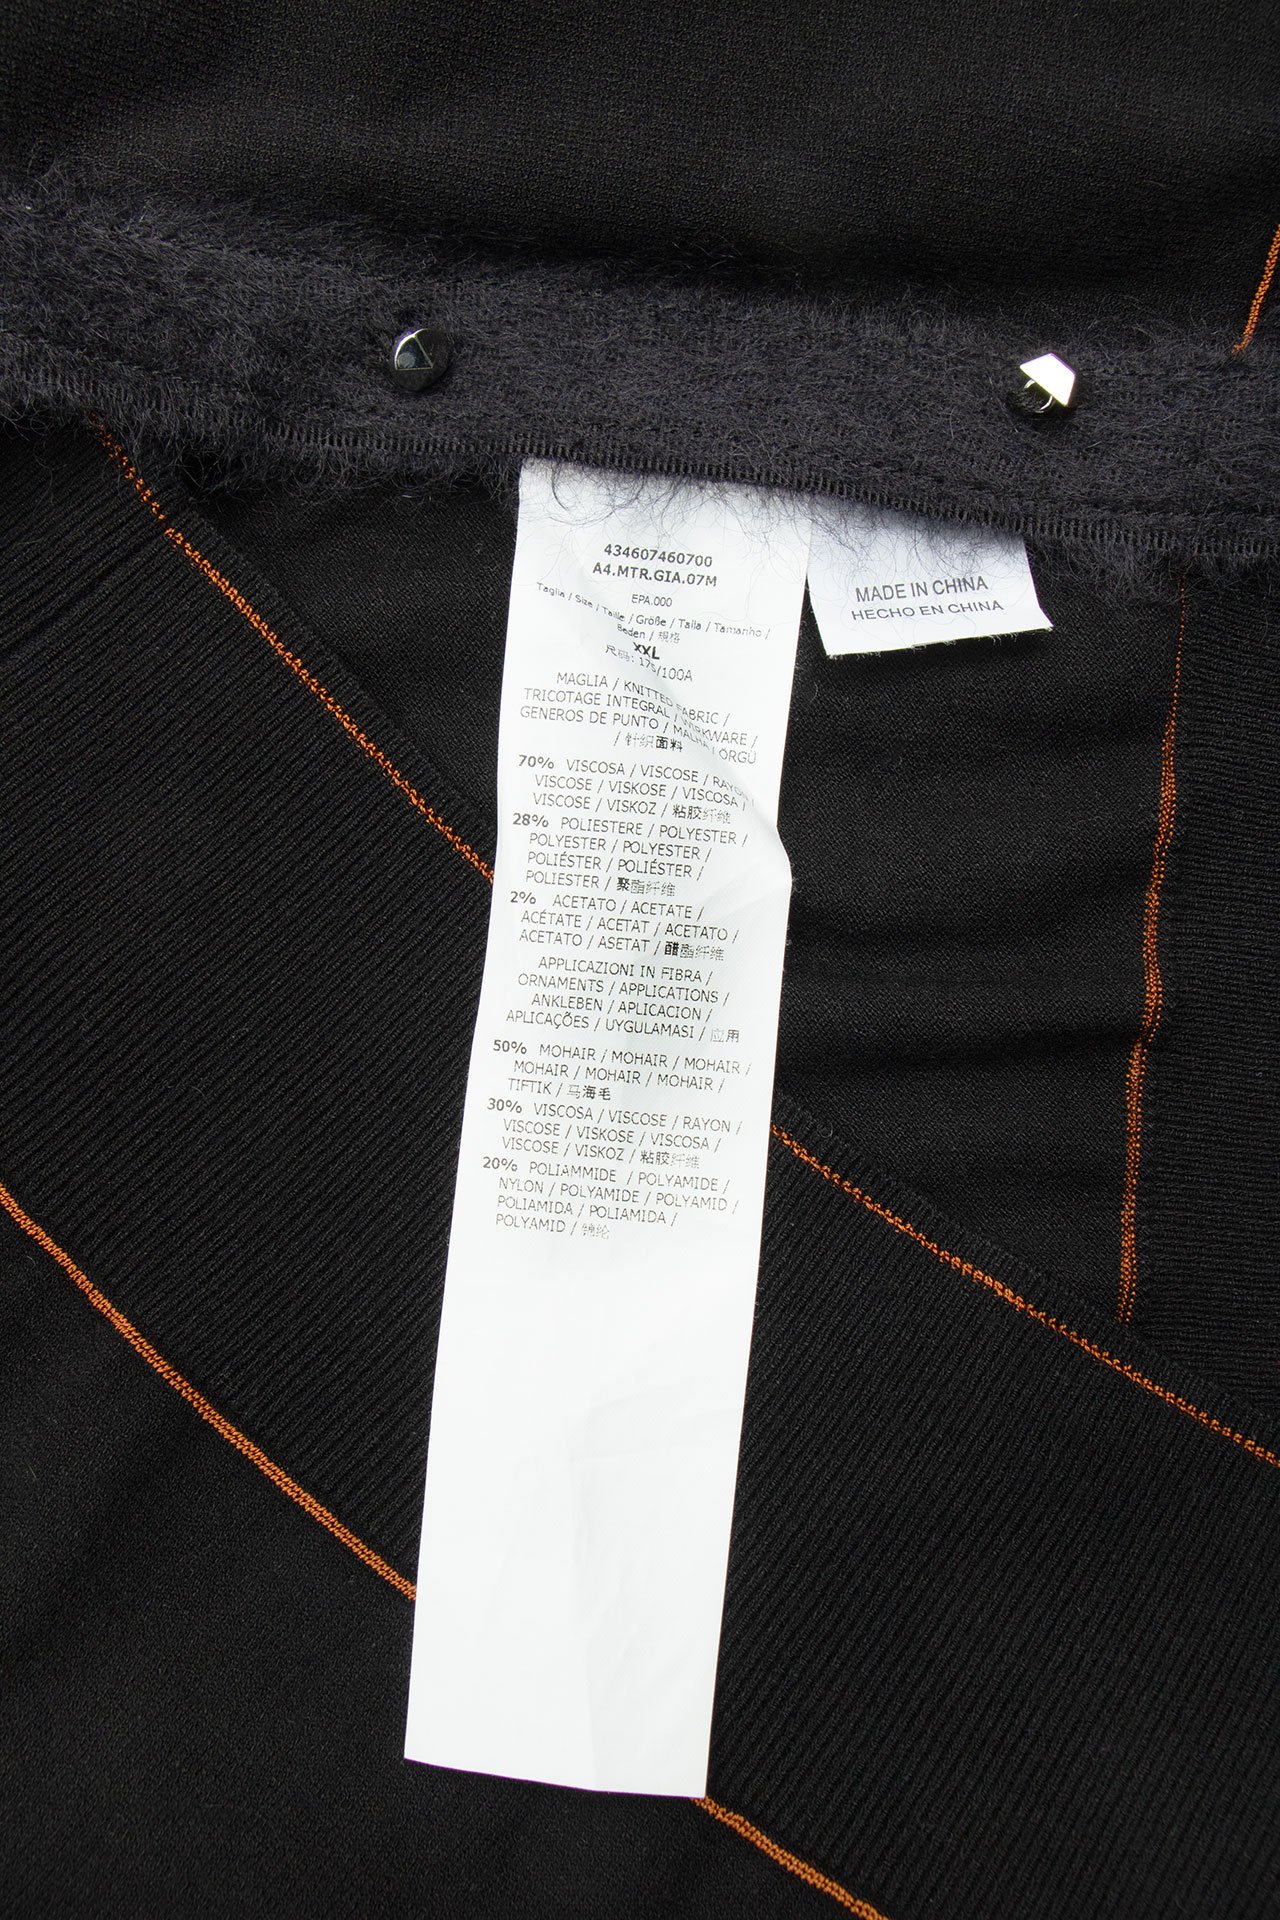 434607460700
A4.MTR.GIA.07M
EPA.000
Taglia / Size / Taille / Größe / Talla / Tamanho /
Beden / 规格
XXL
尺码: 175/100A
MAGLIA / KNITTED FABRIC /
TRICOTAGE INTEGRAL / WIRKWARE /
GENEROS DE PUNTO / MALHA / ÖRGÜ
/ 针织面料
70% VISCOSA / VISCOSE / RAYON /
VISCOSE / VISKOSE / VISCOSA /
VISCOSE / VISKOZ / 粘胶纤维
28% POLIESTERE / POLYESTER /
POLYESTER / POLYESTER /
POLIÉSTER / POLIÉSTER /
POLIESTER / 聚酯纤维
2% ACETATO / ACETATE /
ACÉTATE / ACETAT / ACETATO /
ACETATO / ASETAT / 醋酯纤维
APPLICAZIONI IN FIBRA /
ORNAMENTS / APPLICATIONS /
ANKLEBEN / APLICACION /
APLICAÇÕES / UYGULAMASI / 应用
50% MOHAIR / MOHAIR / MOHAIR /
MOHAIR / MOHAIR / MOHAIR /
TIFTIK / 马海毛
30% VISCOSA / VISCOSE / RAYON /
VISCOSE / VISKOSE / VISCOSA /
VISCOSE / VISKOZ / 粘胶纤维
20% POLIAMMIDE / POLYAMIDE /
NYLON / POLYAMIDE / POLYAMID /
POLIAMIDA / POLIAMIDA /
POLYAMID / 锦纶
MADE IN CHINA
HECHO EN CHINA